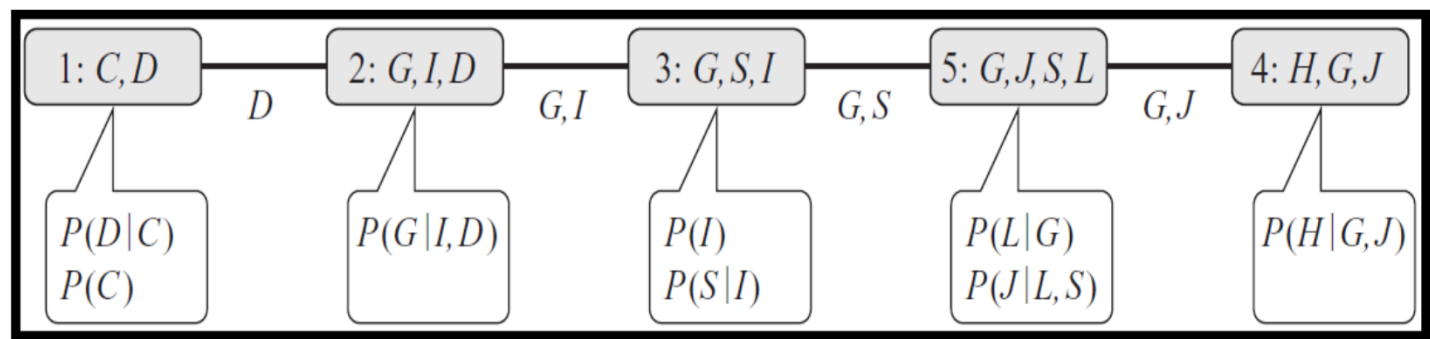 1: C,D
2: G,I,D
3: G,S,I
5: G,J,S,L
4: H,G,J
D
G,I
G,S
G,J
P(D|C)
P(C)
P(G|I,D)
P(I)
P(S|I)
P(L|G)
P(J|L,S)
P(H|G,J)